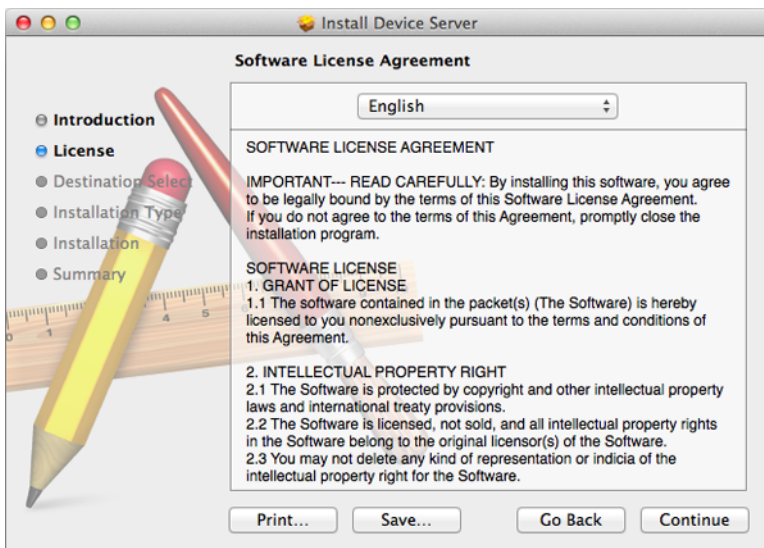 Install Device Server
Software License Agreement
Introduction
License
Destination Select
Installation Type
Installation
Summary
English
SOFTWARE LICENSE AGREEMENT
IMPORTANT--- READ CAREFULLY: By installing this software, you agree
to be legally bound by the terms of this Software License Agreement.
If you do not agree to the terms of this Agreement, promptly close the
installation program.
SOFTWARE LICENSE
1. GRANT OF LICENSE
1.1 The software contained in the packet(s) (The Software) is hereby
licensed to you nonexclusively pursuant to the terms and conditions of
this Agreement.
2. INTELLECTUAL PROPERTY RIGHT
2.1 The Software is protected by copyright and other intellectual property
laws and international treaty provisions.
2.2 The Software is licensed, not sold, and all intellectual property rights
in the Software belong to the original licensor(s) of the Software.
2.3 You may not delete any kind of representation or indicia of the
intellectual property right for the Software.
0 1 4 5
Print... Save... Go Back Continue